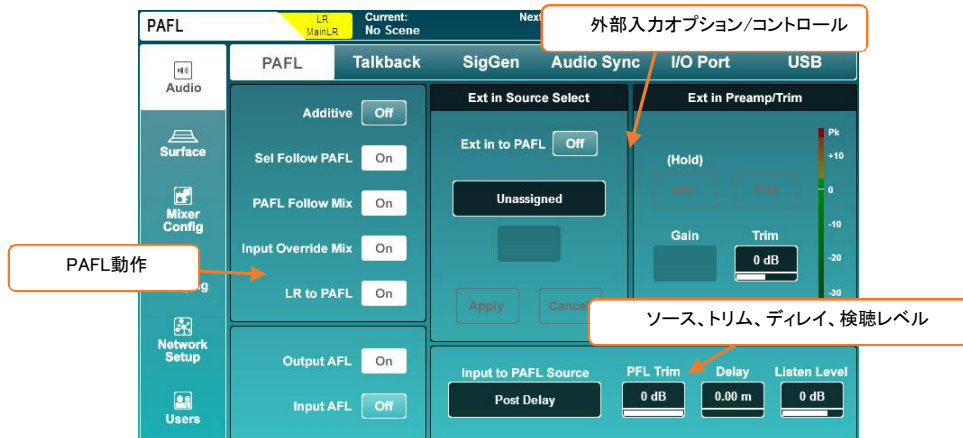 PAFL
LR
MainLR
Current:
No Scene
外部入力オプション/コントロール
PAFL
Talkback
SigGen
Audio Sync
I/O Port
USB
Audio
Surface
Mixer
Config
Network
Setup
Users
PAFL動作
Additive
Off
Sel Follow PAFL
On
PAFL Follow Mix
On
Input Override Mix
On
LR to PAFL
On
Output AFL
On
Input AFL
Off
Ext in Source Select
Ext in to PAFL
Off
Unassigned
Apply
Ext in Preamp/Trim
(Hold)
Gain
Trim
0 dB
Pk
+10
0
-10
-20
-30
ソース、トリム、ディレイ、検聴レベル
Input to PAFL Source
Post Delay
PFL Trim
0 dB
Delay
0.00 m
Listen Level
0 dB